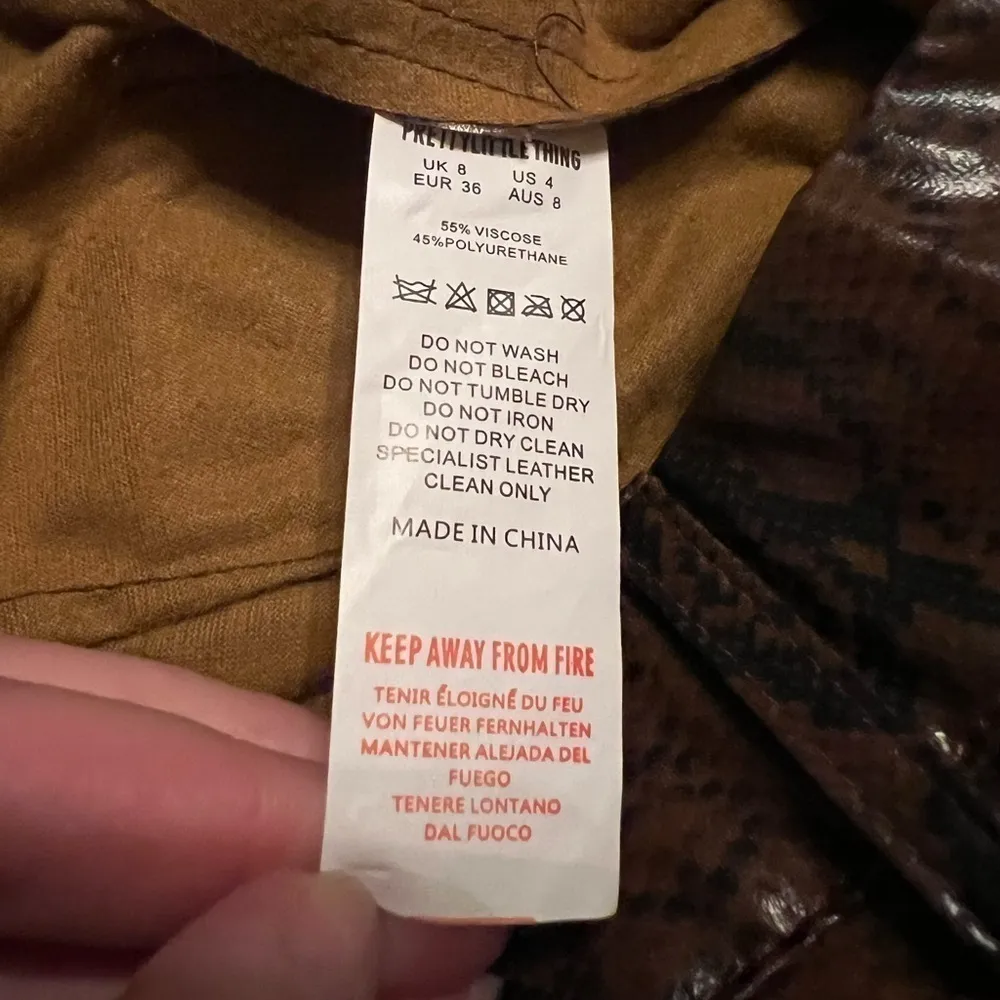 PRETTYLITTLE THING
UK 8 US 4
EUR 36 AUS 8
55% VISCOSE
45%POLYURETHANE
DO NOT WASH
DO NOT BLEACH
DO NOT TUMBLE DRY
DO NOT IRON
DO NOT DRY CLEAN
SPECIALIST LEATHER
CLEAN ONLY
MADE IN CHINA
KEEP AWAY FROM FIRE
TENIR ÉLOIGNÉ DU FEU
VON FEUER FERNHALTEN
MANTENER ALEJADA DEL
FUEGO
TENERE LONTANO
DAL FUOCO